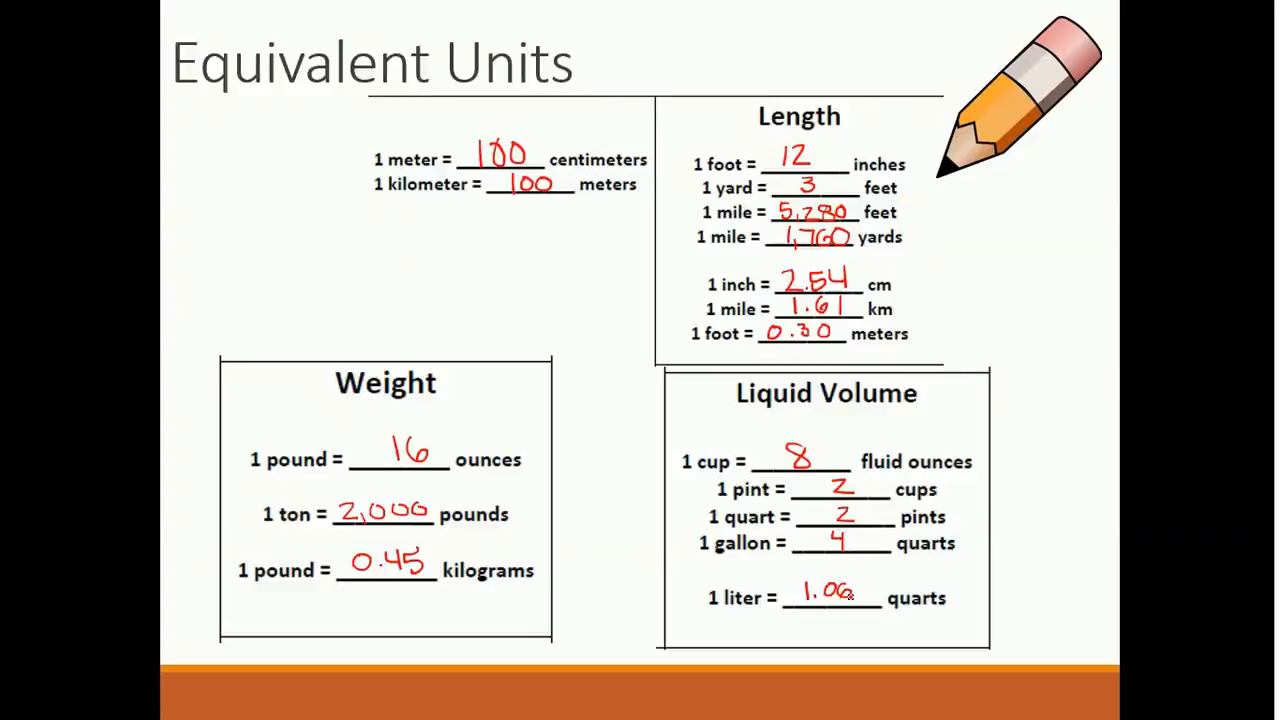 Equivalent Units
1 meter = 100 centimeters
1 kilometer = 100 meters
Length
1 foot = 12 inches
1 yard = 3 feet
1 mile = 5,280 feet
1 mile = 1,760 yards
1 inch = 2.54 cm
1 mile = 1.61 km
1 foot = 0.30 meters
Weight
1 pound = 16 ounces
1 ton = 2,000 pounds
1 pound = 0.45 kilograms
Liquid Volume
1 cup = 8 fluid ounces
1 pint = 2 cups
1 quart = 2 pints
1 gallon = 4 quarts
1 liter = 1.06 quarts